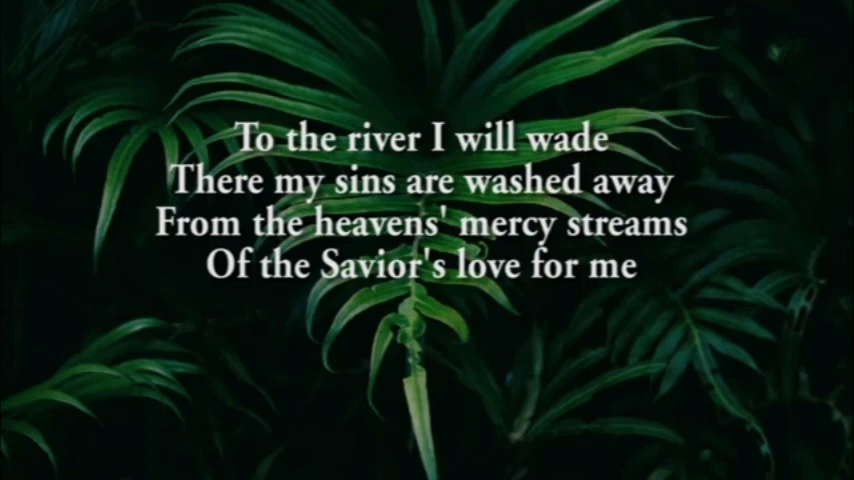 To the river I will wade
There my sins are washed away
From the heavens' mercy streams
Of the Savior's love for me